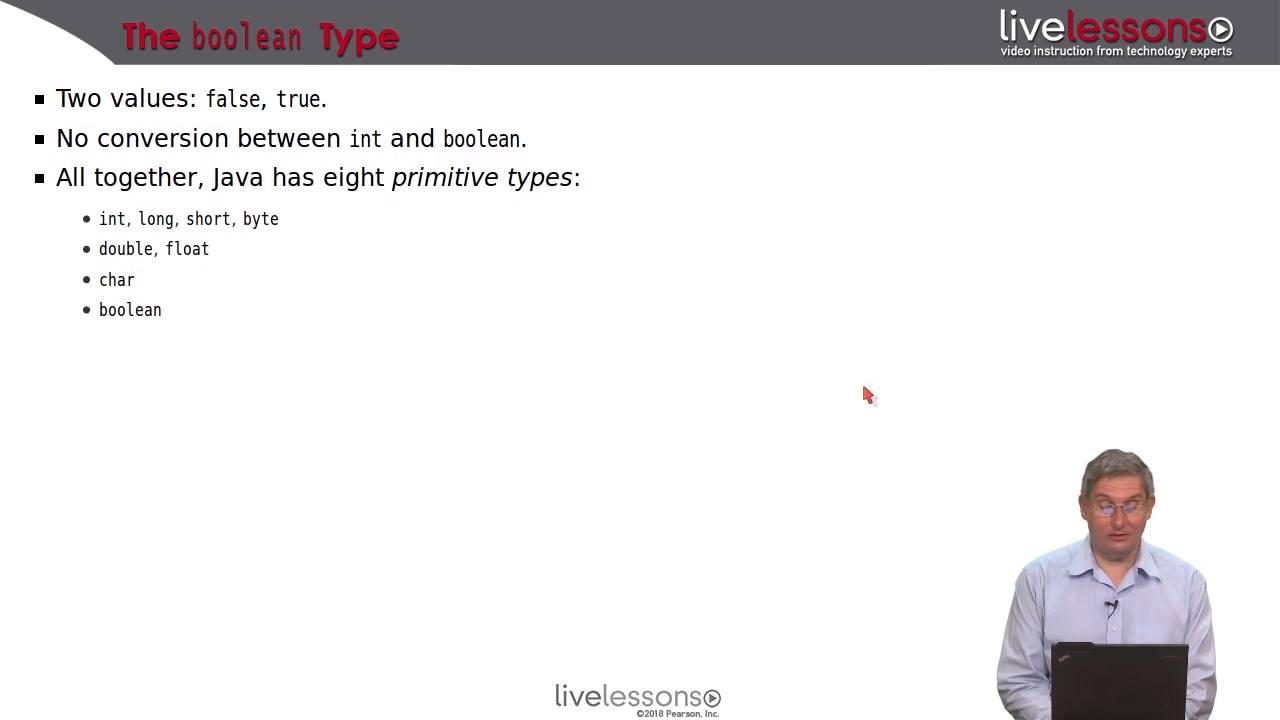 The boolean Type
livelessons
video instruction from technology experts
Two values: false, true.
No conversion between int and boolean.
All together, Java has eight primitive types:
int, long, short, byte
double, float
char
boolean
livelessons
©2018 Pearson, Inc.